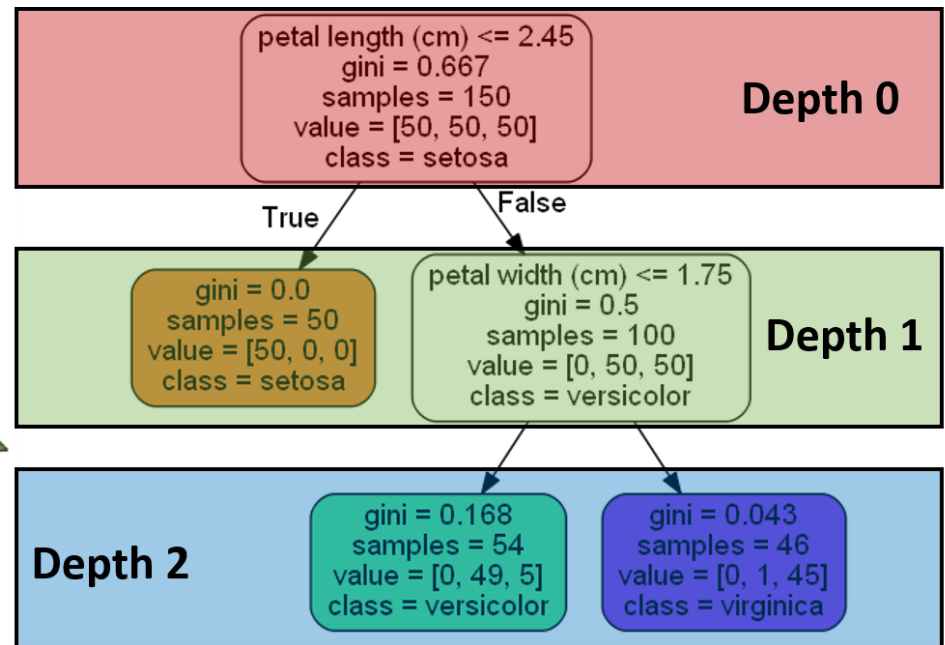 petal length (cm) <= 2.45
gini = 0.667
samples = 150
value = [50, 50, 50]
class = setosa
Depth 0
True
False
gini = 0.0
samples = 50
value = [50, 0, 0]
class = setosa
petal width (cm) <= 1.75
gini = 0.5
samples = 100
value = [0, 50, 50]
class = versicolor
Depth 1
Depth 2
gini = 0.168
samples = 54
value = [0, 49, 5]
class = versicolor
gini = 0.043
samples = 46
value = [0, 1, 45]
class = virginica